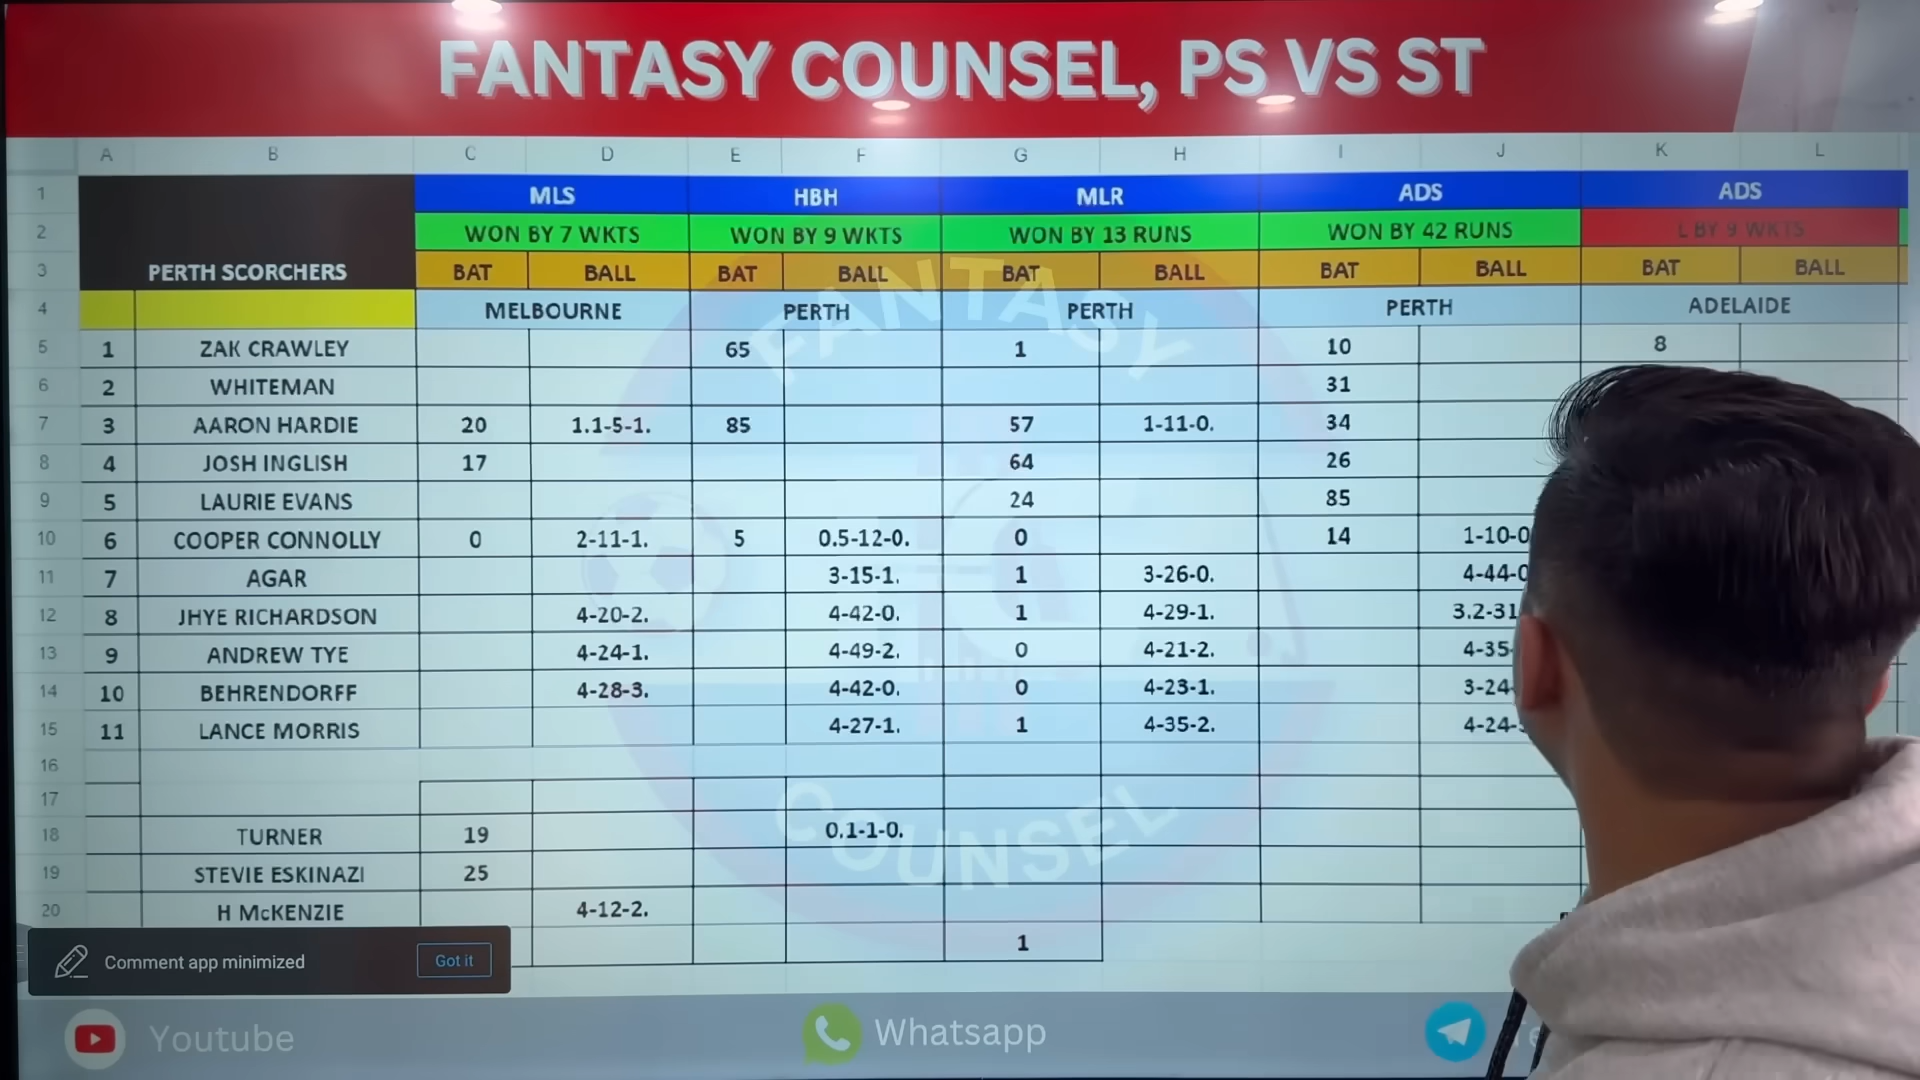 FANTASY COUNSEL, PS VS ST
A B C D E F G H I J K L
1 MLS HBH MLR ADS ADS
2 WON BY 7 WKTS WON BY 9 WKTS WON BY 13 RUNS WON BY 42 RUNS L BY 9 WKTS
3 PERTH SCORCHERS BAT BALL BAT BALL BAT BALL BAT BALL BAT BALL
4 MELBOURNE PERTH PERTH PERTH ADELAIDE
5 1 ZAK CRAWLEY 65 1 10 8
6 2 WHITEMAN 31
7 3 AARON HARDIE 20 1.1-5-1. 85 57 1-11-0. 34
8 4 JOSH INGLISH 17 64 26
9 5 LAURIE EVANS 24 85
10 6 COOPER CONNOLLY 0 2-11-1. 5 0.5-12-0. 0 14 1-10-0
11 7 AGAR 3-15-1. 1 3-26-0. 4-44-0
12 8 JHYE RICHARDSON 4-20-2. 4-42-0. 1 4-29-1. 3.2-31
13 9 ANDREW TYE 4-24-1. 4-49-2. 0 4-21-2. 4-35-
14 10 BEHRENDORFF 4-28-3. 4-42-0. 0 4-23-1. 3-24-
15 11 LANCE MORRIS 4-27-1. 1 4-35-2. 4-24-
16
17
18 TURNER 19 0.1-1-0.
19 STEVIE ESKINAZI 25
20 H McKENZIE 4-12-2.
1
FANTASY
COUNSEL
Comment app minimized Got it
Youtube Whatsapp Te